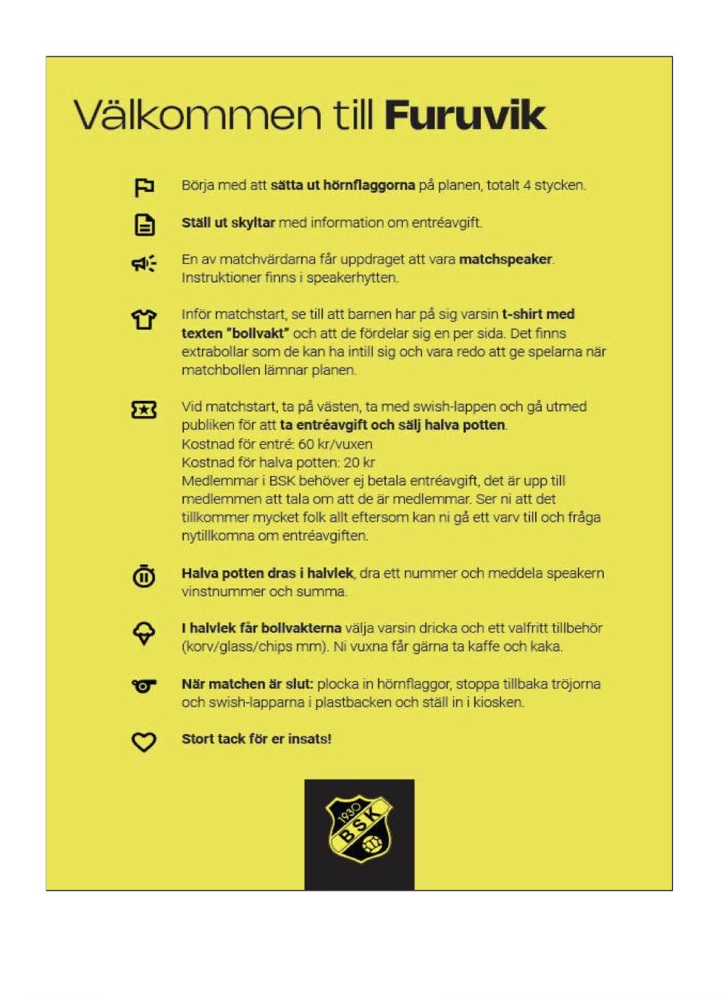 Välkommen till Furuvik
Börja med att sätta ut hörnflaggorna på planen, totalt 4 stycken.
Ställ ut skyltar med information om entréavgift.
En av matchvärdarna får uppdraget att vara matchspeaker.
Instruktioner finns i speakerhytten.
Inför matchstart, se till att barnen har på sig varsin t-shirt med
texten ”bollvakt” och att de fördelar sig en per sida. Det finns
extrabollar som de kan ha intill sig och vara redo att ge spelarna när
matchbollen lämnar planen.
Vid matchstart, ta på västen, ta med swish-lappen och gå utmed
publiken för att ta entréavgift och sälj halva potten.
Kostnad för entré: 60 kr/vuxen
Kostnad för halva potten: 20 kr
Medlemmar i BSK behöver ej betala entréavgift, det är upp till
medlemmen att tala om att de är medlemmar. Ser ni att det
tillkommer mycket folk allt eftersom kan ni gå ett varv till och fråga
nytillkomna om entréavgiften.
Halva potten dras i halvlek, dra ett nummer och meddela speakern
vinstnummer och summa.
I halvlek får bollvakterna välja varsin dricka och ett valfritt tillbehör
(korv/glass/chips mm). Ni vuxna får gärna ta kaffe och kaka.
När matchen är slut: plocka in hörnflaggor, stoppa tillbaka tröjorna
och swish-lapparna i plastbacken och ställ in i kiosken.
Stort tack för er insats!
1930
BSK